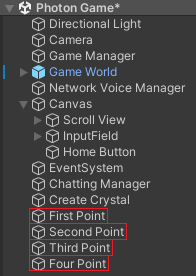 Photon Game*
Directional Light
Camera
Game Manager
Game World
Network Voice Manager
Canvas
Scroll View
InputField
Home Button
EventSystem
Chatting Manager
Create Crystal
First Point
Second Point
Third Point
Four Point